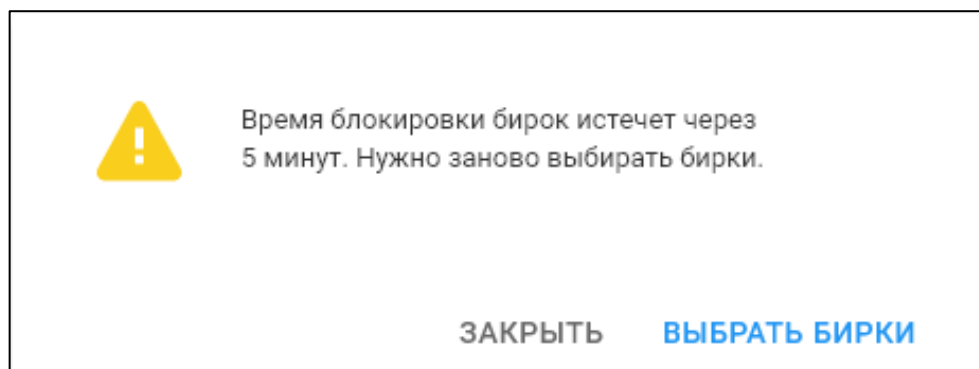 Время блокировки бирок истечет через
5 минут. Нужно заново выбирать бирки.
ЗАКРЫТЬ ВЫБРАТЬ БИРКИ